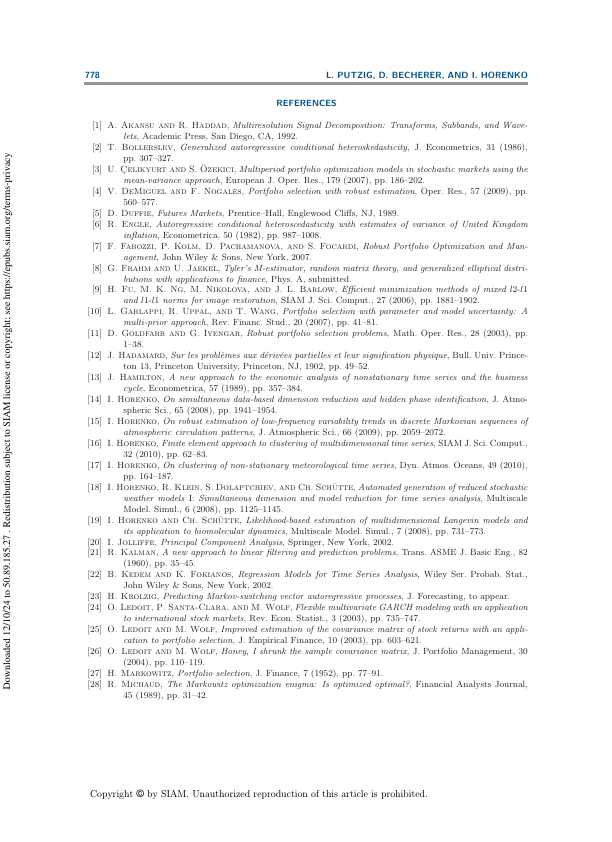 778
L. PUTZIG, D. BECHERER, AND I. HORENKO
REFERENCES
[1] A. Akansu and R. Haddad, Multiresolution Signal Decomposition: Transforms, Subbands, and Wave-
lets, Academic Press, San Diego, CA, 1992.
[2] T. Bollerslev, Generalized autoregressive conditional heteroskedasticity, J. Econometrics, 31 (1986),
pp. 307–327.
[3] U. Çelikyurt and S. Özekici, Multiperiod portfolio optimization models in stochastic markets using the
mean-variance approach, European J. Oper. Res., 179 (2007), pp. 186–202.
[4] V. DeMiguel and F. Nogales, Portfolio selection with robust estimation, Oper. Res., 57 (2009), pp.
560–577.
[5] D. Duffie, Futures Markets, Prentice–Hall, Englewood Cliffs, NJ, 1989.
[6] R. Engle, Autoregressive conditional heteroscedasticity with estimates of variance of United Kingdom
inflation, Econometrica, 50 (1982), pp. 987–1008.
[7] F. Fabozzi, P. Kolm, D. Pachamanova, and S. Focardi, Robust Portfolio Optimization and Man-
agement, John Wiley & Sons, New York, 2007.
[8] G. Frahm and U. Jaekel, Tyler's M-estimator, random matrix theory, and generalized elliptical distri-
butions with applications to finance, Phys. A, submitted.
[9] H. Fu, M. K. Ng, M. Nikolova, and J. L. Barlow, Efficient minimization methods of mixed l2-l1
and l1-l1 norms for image restoration, SIAM J. Sci. Comput., 27 (2006), pp. 1881–1902.
[10] L. Garlappi, R. Uppal, and T. Wang, Portfolio selection with parameter and model uncertainty: A
multi-prior approach, Rev. Financ. Stud., 20 (2007), pp. 41–81.
[11] D. Goldfarb and G. Iyengar, Robust portfolio selection problems, Math. Oper. Res., 28 (2003), pp.
1–38.
[12] J. Hadamard, Sur les problèmes aux dérivées partielles et leur signification physique, Bull. Univ. Prince-
ton 13, Princeton University, Princeton, NJ, 1902, pp. 49–52.
[13] J. Hamilton, A new approach to the economic analysis of nonstationary time series and the business
cycle, Econometrica, 57 (1989), pp. 357–384.
[14] I. Horenko, On simultaneous data-based dimension reduction and hidden phase identification, J. Atmo-
spheric Sci., 65 (2008), pp. 1941–1954.
[15] I. Horenko, On robust estimation of low-frequency variability trends in discrete Markovian sequences of
atmospheric circulation patterns, J. Atmospheric Sci., 66 (2009), pp. 2059–2072.
[16] I. Horenko, Finite element approach to clustering of multidimensional time series, SIAM J. Sci. Comput.,
32 (2010), pp. 62–83.
[17] I. Horenko, On clustering of non-stationary meteorological time series, Dyn. Atmos. Oceans, 49 (2010),
pp. 164–187.
[18] I. Horenko, R. Klein, S. Dolaptchiev, and Ch. Schütte, Automated generation of reduced stochastic
weather models I: Simultaneous dimension and model reduction for time series analysis, Multiscale
Model. Simul., 6 (2008), pp. 1125–1145.
[19] I. Horenko and Ch. Schütte, Likelihood-based estimation of multidimensional Langevin models and
its application to biomolecular dynamics, Multiscale Model. Simul., 7 (2008), pp. 731–773.
[20] I. Jolliffe, Principal Component Analysis, Springer, New York, 2002.
[21] R. Kalman, A new approach to linear filtering and prediction problems, Trans. ASME J. Basic Eng., 82
(1960), pp. 35–45.
[22] B. Kedem and K. Fokianos, Regression Models for Time Series Analysis, Wiley Ser. Probab. Stat.,
John Wiley & Sons, New York, 2002.
[23] H. Krolzig, Predicting Markov-switching vector autoregressive processes, J. Forecasting, to appear.
[24] O. Ledoit, P. Santa-Clara, and M. Wolf, Flexible multivariate GARCH modeling with an application
to international stock markets, Rev. Econ. Statist., 3 (2003), pp. 735–747.
[25] O. Ledoit and M. Wolf, Improved estimation of the covariance matrix of stock returns with an appli-
cation to portfolio selection, J. Empirical Finance, 10 (2003), pp. 603–621.
[26] O. Ledoit and M. Wolf, Honey, I shrunk the sample covariance matrix, J. Portfolio Management, 30
(2004), pp. 110–119.
[27] H. Markowitz, Portfolio selection, J. Finance, 7 (1952), pp. 77–91.
[28] R. Michaud, The Markowitz optimization enigma: Is optimized optimal?, Financial Analysts Journal,
45 (1989), pp. 31–42.
Copyright © by SIAM. Unauthorized reproduction of this article is prohibited.
Downloaded 12/10/24 to 50.89.185.27 . Redistribution subject to SIAM license or copyright; see https://epubs.siam.org/terms-privacy